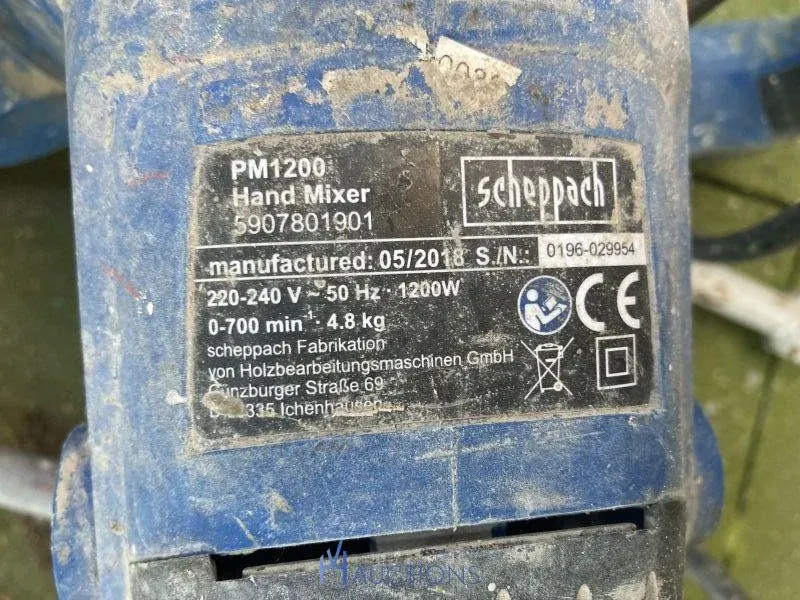 PM1200
Hand Mixer
5907801901
scheppach
manufactured: 05/2018 S./N.: 0196-029954
220-240 V ~ 50 Hz · 1200W
0-700 min⁻¹ · 4.8 kg
scheppach Fabrikation
von Holzbearbeitungsmaschinen GmbH
Günzburger Straße 69
335 Ichenhausen
CE
AUCTIONS